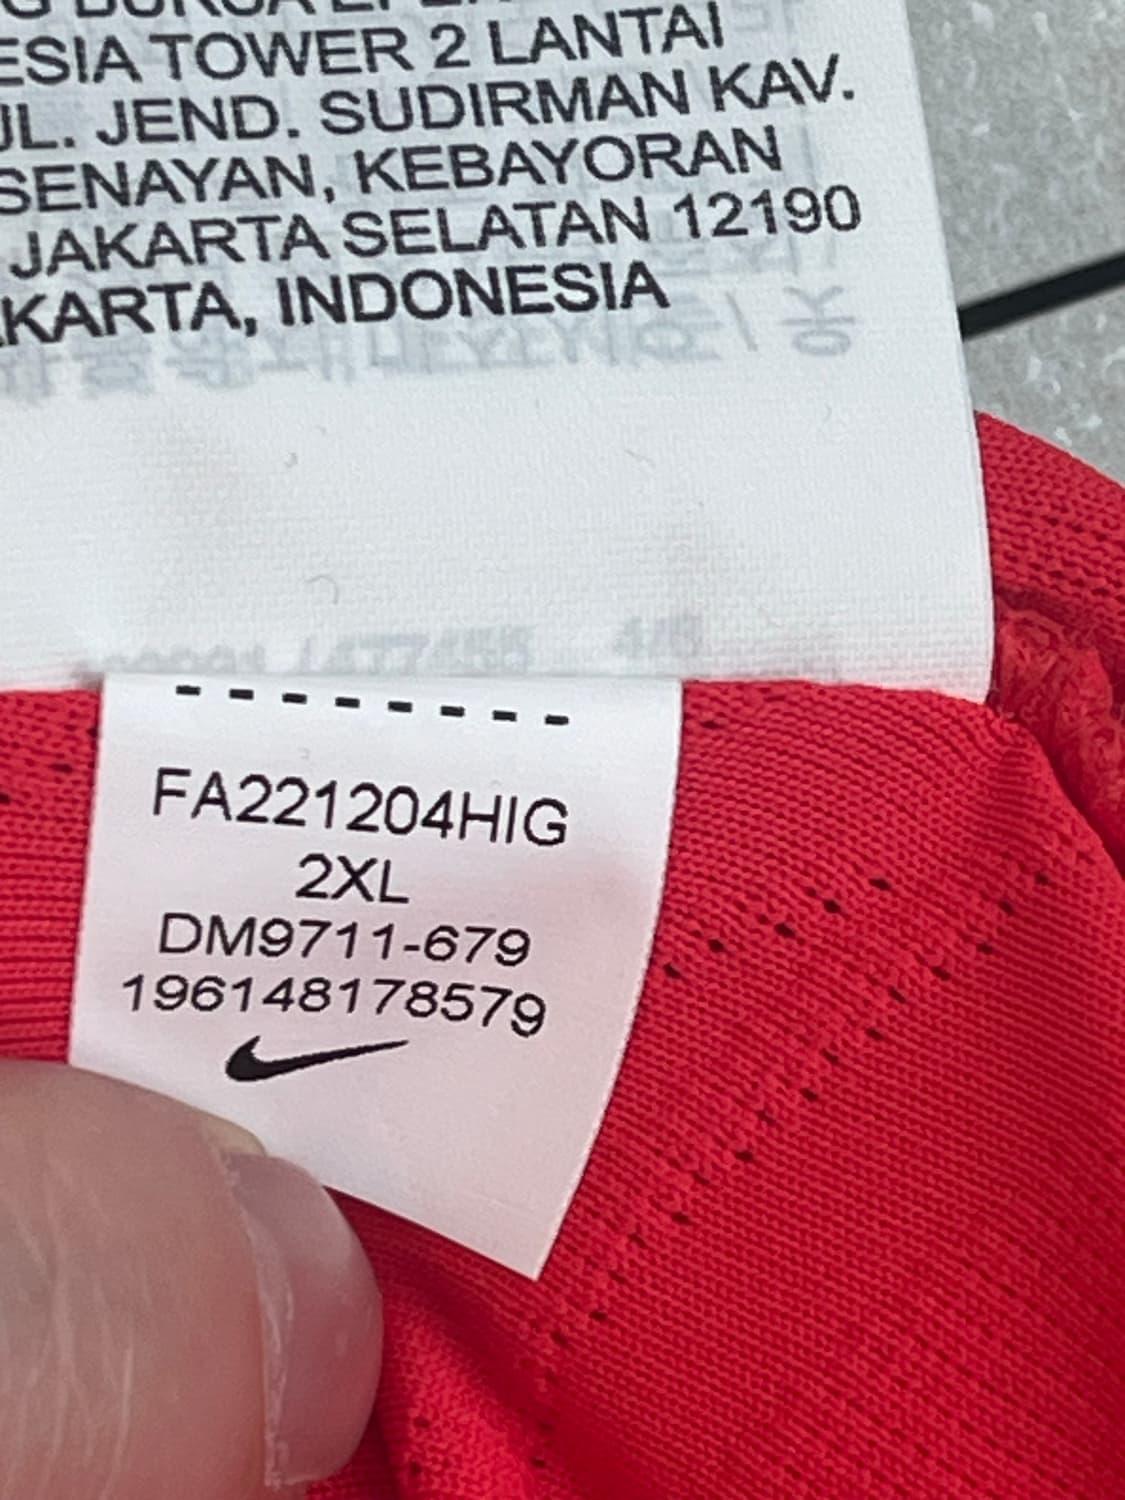 ESIA TOWER 2 LANTAI
JL. JEND. SUDIRMAN KAV.
SENAYAN, KEBAYORAN
JAKARTA SELATAN 12190
KARTA, INDONESIA
FA221204HIG
2XL
DM9711-679
196148178579